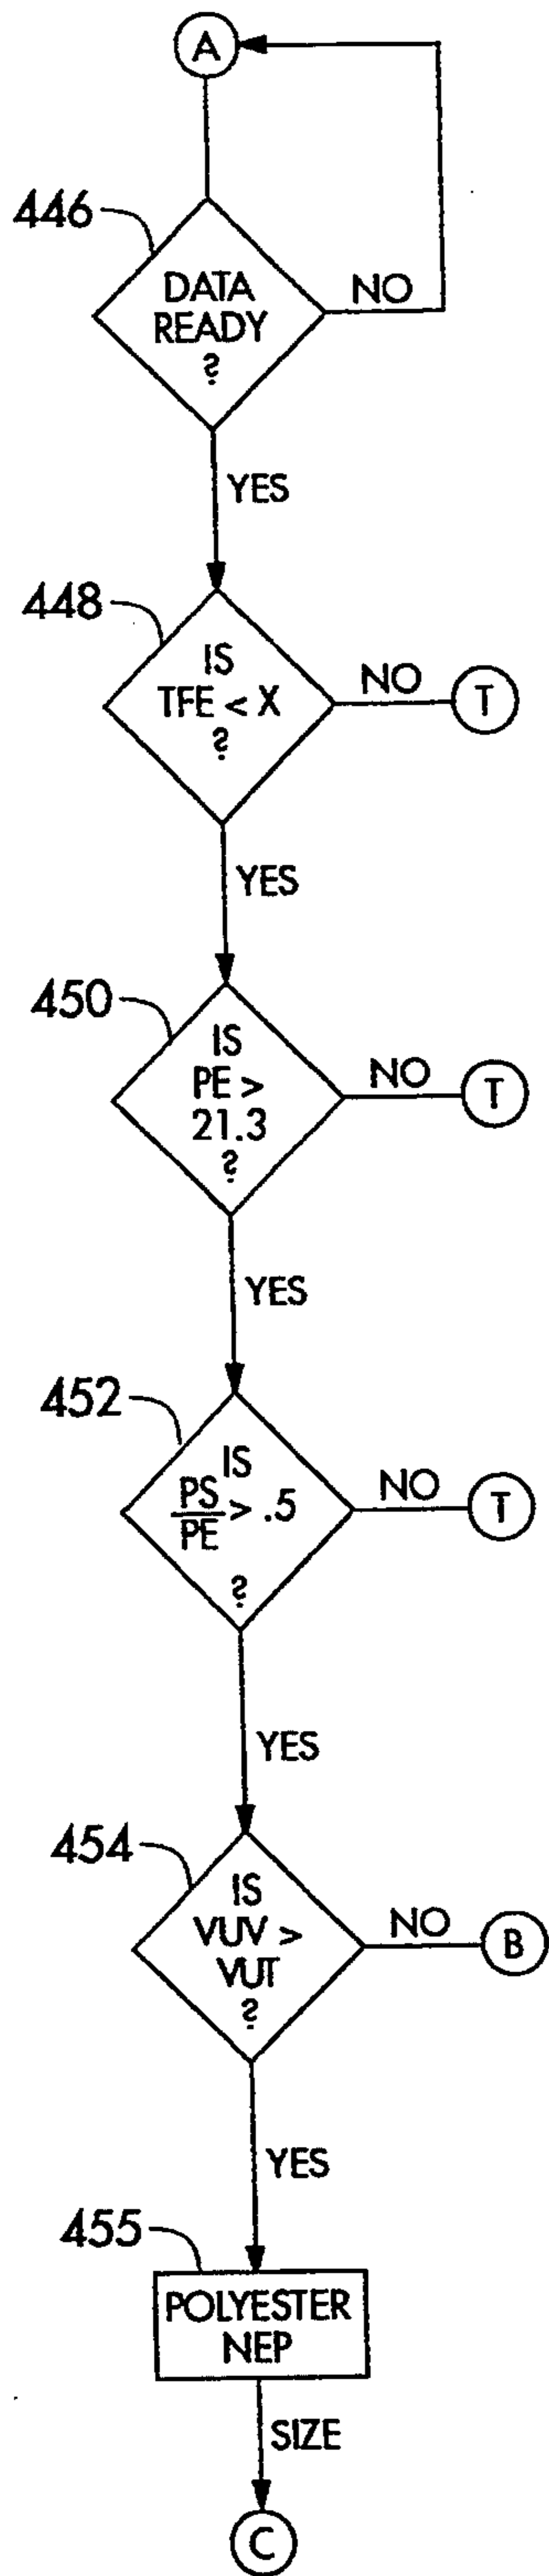 A
446
DATA
READY
?
NO
YES
448
IS
TFE < X
?
NO
T
YES
450
IS
PE >
21.3
?
NO
T
YES
452
IS
PS
PE > .5
?
NO
T
YES
454
IS
VUV >
VUT
?
NO
B
YES
455
POLYESTER
NEP
SIZE
C